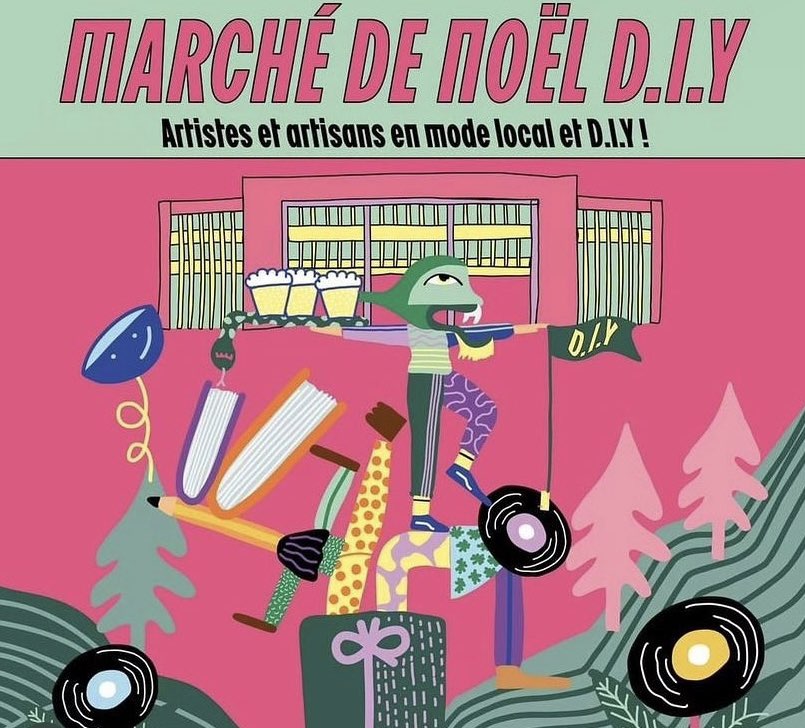 MARCHÉ DE NOËL D.I.Y
Artistes et artisans en mode local et D.I.Y !
D.I.Y